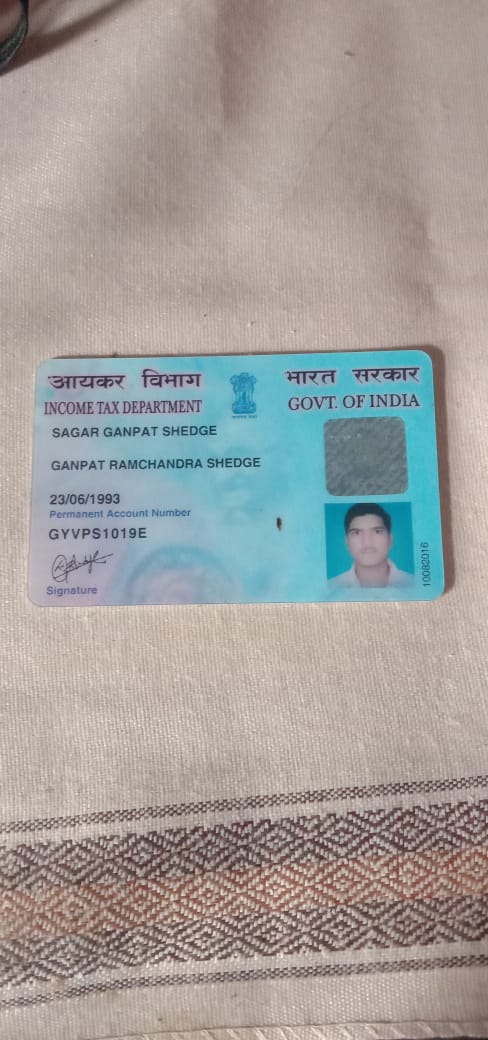 आयकर विभाग
INCOME TAX DEPARTMENT
भारत सरकार
GOVT. OF INDIA
SAGAR GANPAT SHEDGE
GANPAT RAMCHANDRA SHEDGE
23/06/1993
Permanent Account Number
GYVPS1019E
Signature
10082016